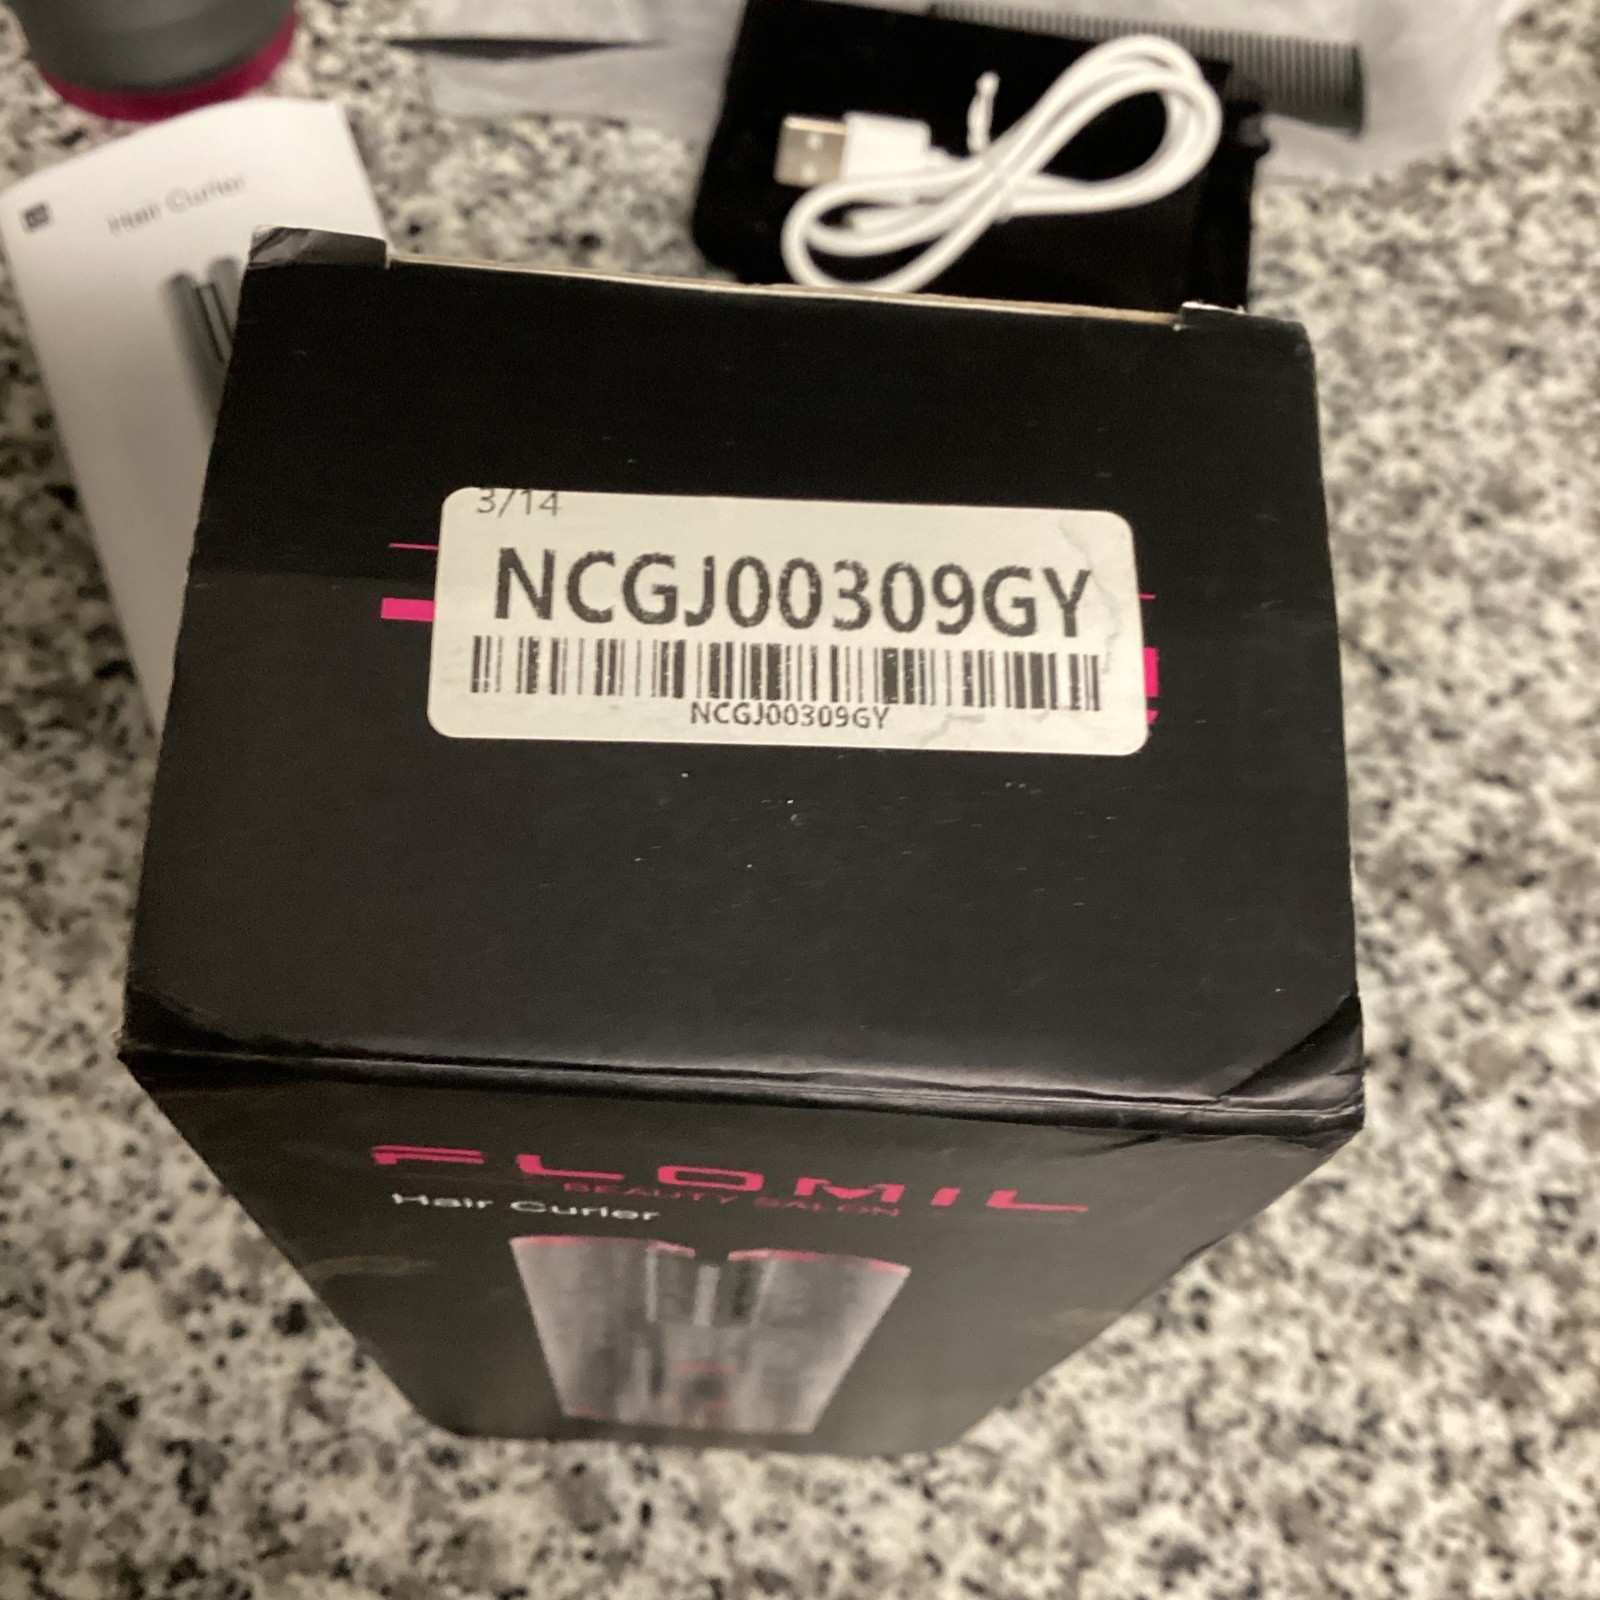 Hair Curler
3/14
NCGJ00309GY
NCGJ00309GY
FLOMIL
BEAUTY SALON
Hair Curler